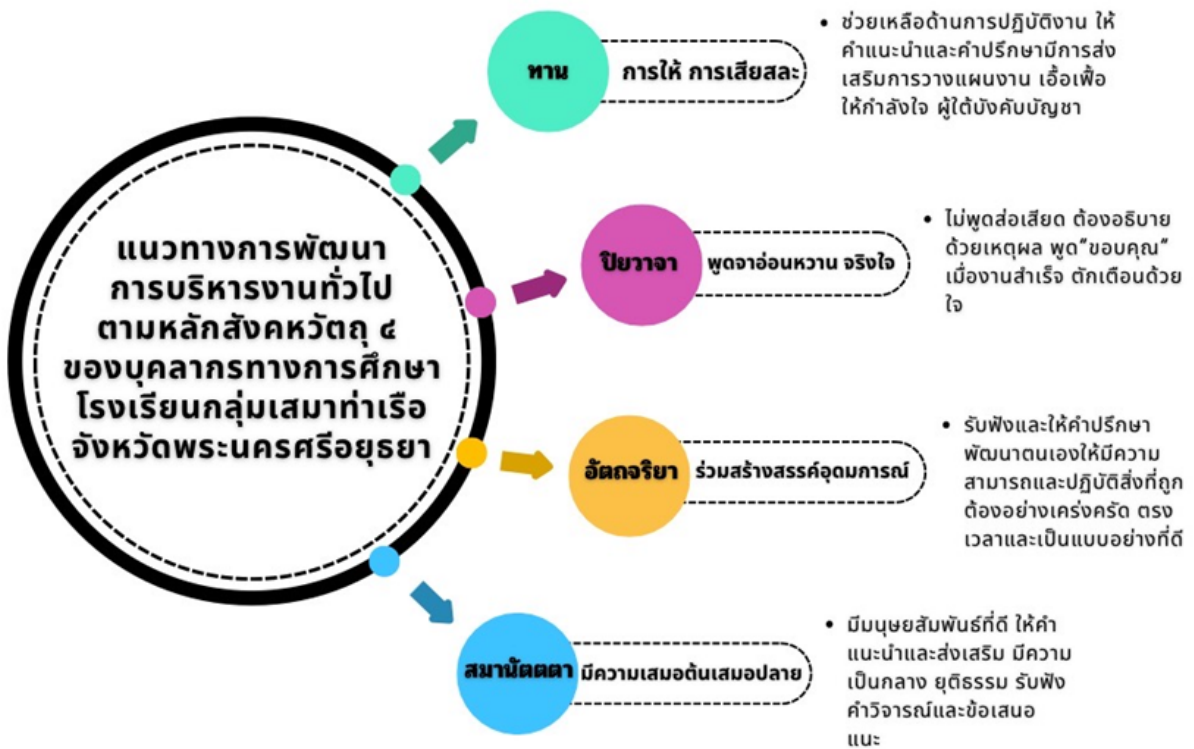 แนวทางการพัฒนา
การบริหารงานทั่วไป
ตามหลักสังคหวัตถุ ๔
ของบุคลากรทางการศึกษา
โรงเรียนกลุ่มเสมาท่าเรือ
จังหวัดพระนครศรีอยุธยา
ทาน
การให้ การเสียสละ
ช่วยเหลือด้านการปฏิบัติงาน ให้
คำแนะนำและคำปรึกษามีการส่ง
เสริมการวางแผนงาน เอื้อเฟื้อ
ให้กำลังใจ ผู้ใต้บังคับบัญชา
ปิยวาจา
พูดจาอ่อนหวาน จริงใจ
ไม่พูดส่อเสียด ต้องอธิบาย
ด้วยเหตุผล พูด“ขอบคุณ”
เมื่องานสำเร็จ ตักเตือนด้วย
ใจ
อัตถจริยา
ร่วมสร้างสรรค์อุดมการณ์
รับฟังและให้คำปรึกษา
พัฒนาตนเองให้มีความ
สามารถและปฏิบัติสิ่งที่ถูก
ต้องอย่างเคร่งครัด ตรง
เวลาและเป็นแบบอย่างที่ดี
สมานัตตตา
มีความเสมอต้นเสมอปลาย
มีมนุษยสัมพันธ์ที่ดี ให้คำ
แนะนำและส่งเสริม มีความ
เป็นกลาง ยุติธรรม รับฟัง
คำวิจารณ์และข้อเสนอ
แนะ